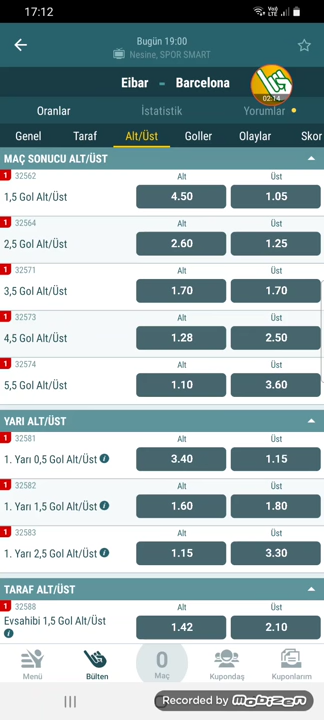 17:12
Vo))
LTE
Bugün 19:00
Nesine, SPOR SMART
Eibar - Barcelona
02:14
Oranlar İstatistik Yorumlar
Genel Taraf Alt/Üst Goller Olaylar Skor
MAÇ SONUCU ALT/ÜST
1 32562 Alt Üst
1,5 Gol Alt/Üst 4.50 1.05
1 32564 Alt Üst
2,5 Gol Alt/Üst 2.60 1.25
1 32571 Alt Üst
3,5 Gol Alt/Üst 1.70 1.70
1 32573 Alt Üst
4,5 Gol Alt/Üst 1.28 2.50
1 32574 Alt Üst
5,5 Gol Alt/Üst 1.10 3.60
YARI ALT/ÜST
1 32581 Alt Üst
1. Yarı 0,5 Gol Alt/Üst i 3.40 1.15
1 32582 Alt Üst
1. Yarı 1,5 Gol Alt/Üst i 1.60 1.80
1 32583 Alt Üst
1. Yarı 2,5 Gol Alt/Üst i 1.15 3.30
TARAF ALT/ÜST
1 32588 Alt Üst
Evsahibi 1,5 Gol Alt/Üst i 1.42 2.10
0
Menü Bülten Maç Kupondaş Kuponlarım
Recorded by MOBIZEN